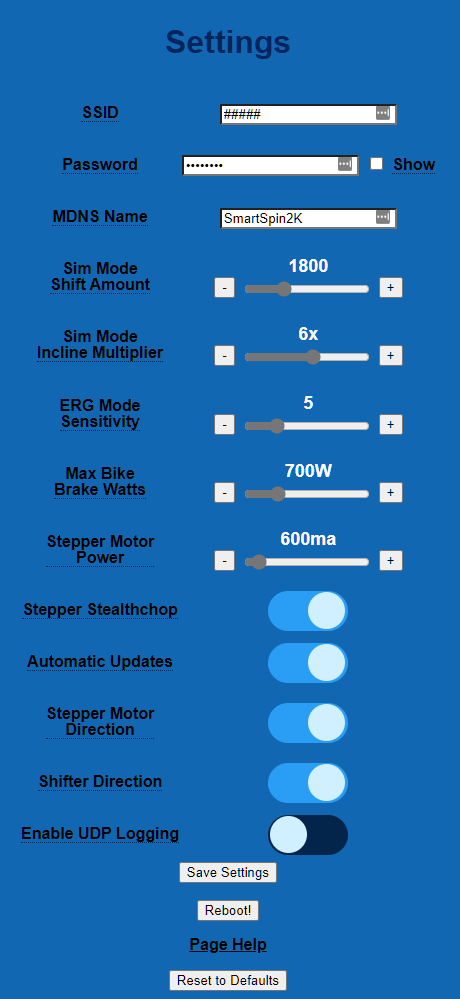 Settings
SSID #####
Password •••••••• Show
MDNS Name SmartSpin2K
Sim Mode
Shift Amount
1800
- +
Sim Mode
Incline Multiplier
6x
- +
ERG Mode
Sensitivity
5
- +
Max Bike
Brake Watts
700W
- +
Stepper Motor
Power
600ma
- +
Stepper Stealthchop
Automatic Updates
Stepper Motor
Direction
Shifter Direction
Enable UDP Logging
Save Settings
Reboot!
Page Help
Reset to Defaults